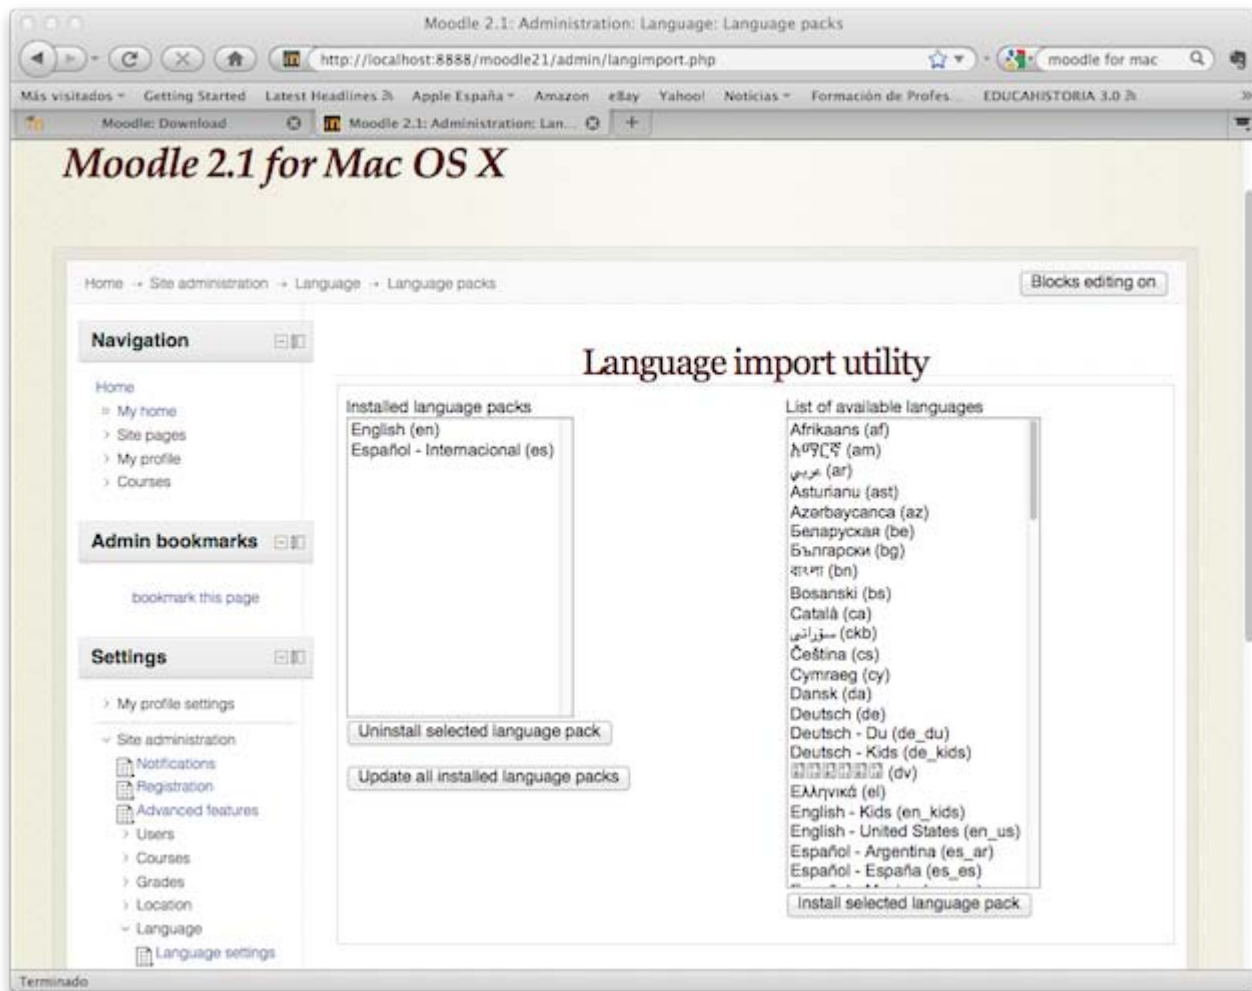 Moodle 2.1: Administration: Language: Language packs
http://localhost:8888/moodle21/admin/langimport.php
moodle for mac
Más visitados Getting Started Latest Headlines Apple España Amazon eBay Yahoo! Noticias Formación de Profes... EDUCAHISTORIA 3.0
Moodle: Download
Moodle 2.1: Administration: Lan...
Moodle 2.1 for Mac OS X
Home → Site administration → Language → Language packs
Blocks editing on
Navigation
Home
My home
Site pages
My profile
Courses
Admin bookmarks
bookmark this page
Settings
My profile settings
Site administration
Notifications
Registration
Advanced features
Users
Courses
Grades
Location
Language
Language settings
Language import utility
Installed language packs
English (en)
Español - Internacional (es)
Uninstall selected language pack
Update all installed language packs
List of available languages
Afrikaans (af)
አማርኛ (am)
عربي (ar)
Asturianu (ast)
Azərbaycanca (az)
Беларуская (be)
Български (bg)
বাংলা (bn)
Bosanski (bs)
Català (ca)
سۆرانی (ckb)
Čeština (cs)
Cymraeg (cy)
Dansk (da)
Deutsch (de)
Deutsch - Du (de_du)
Deutsch - Kids (de_kids)
(dv)
Ελληνικά (el)
English - Kids (en_kids)
English - United States (en_us)
Español - Argentina (es_ar)
Español - España (es_es)
Install selected language pack
Terminado